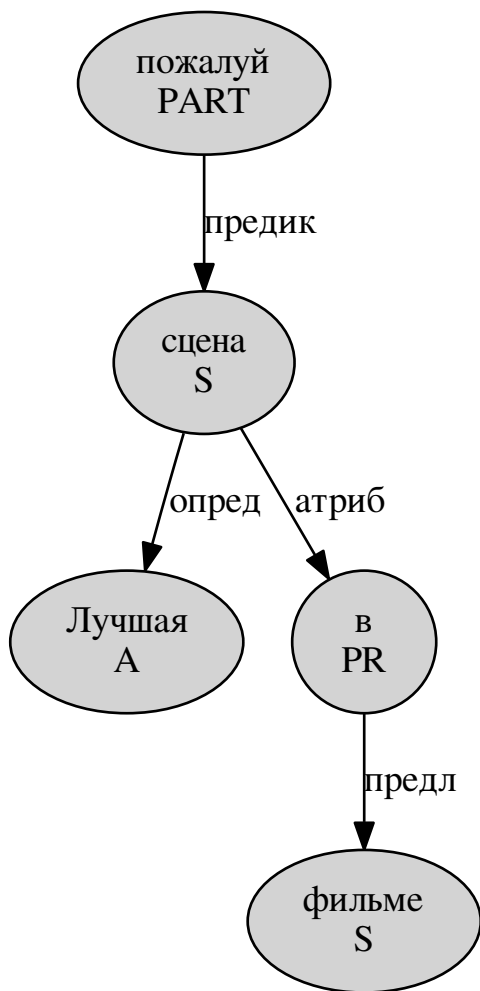 пожалуй
PART
предик
сцена
S
опред
атриб
Лучшая
A
в
PR
предл
фильме
S